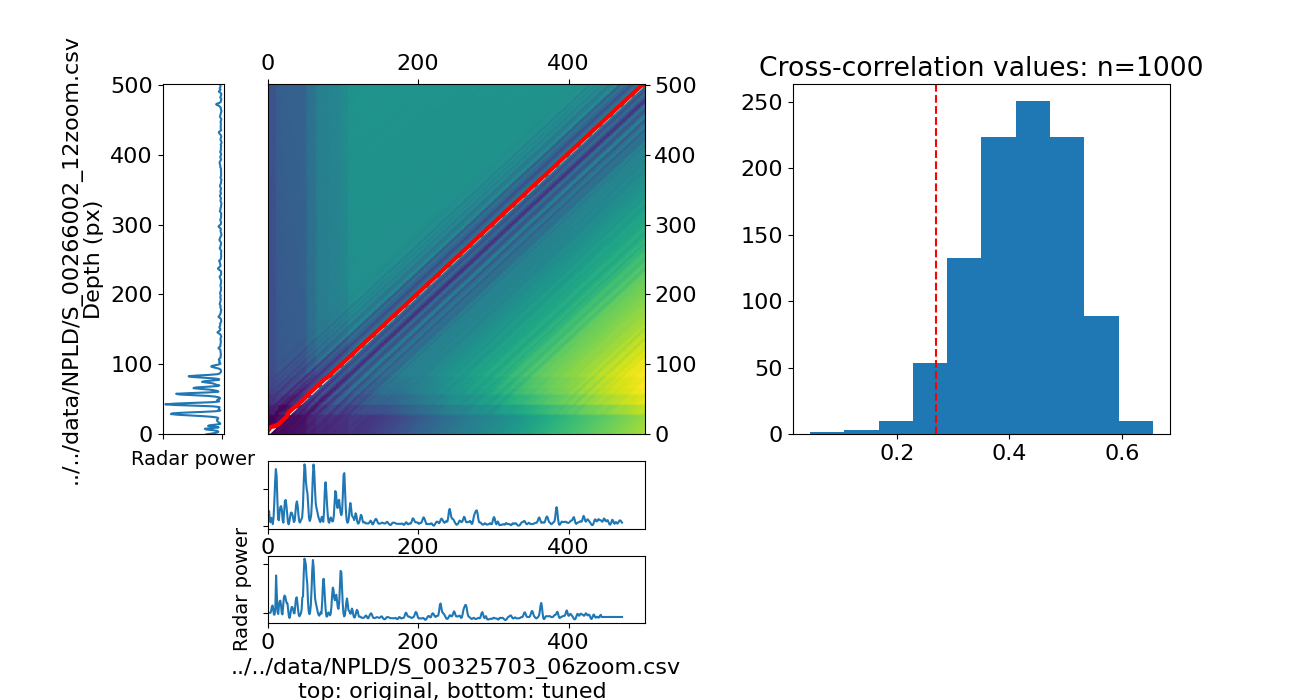 ../../data/NPLD/S_00266002_12zoom.csv
Depth (px)
0 200 400
500
400
300
200
100
0
500
400
300
200
100
0
Radar power
0 200 400
Radar power
0 200 400
../../data/NPLD/S_00325703_06zoom.csv
top: original, bottom: tuned
Cross-correlation values: n=1000
250
200
150
100
50
0
0.2 0.4 0.6